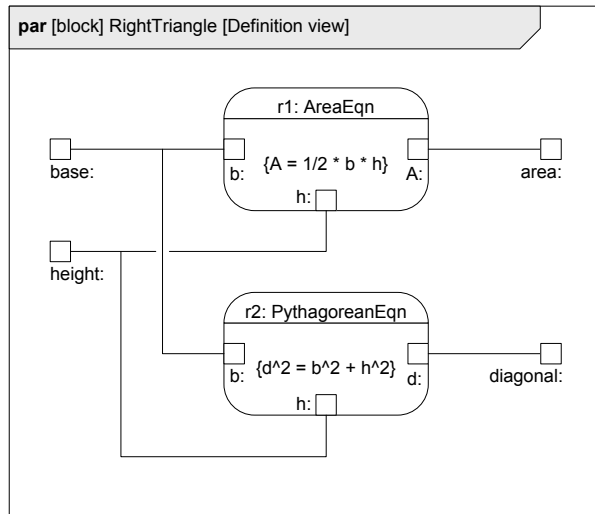 par [block] RightTriangle [Definition view]
r1: AreaEqn
{A = 1/2 * b * h}
base:
b:
A:
area:
h:
height:
r2: PythagoreanEqn
{d^2 = b^2 + h^2}
b:
d:
diagonal:
h: